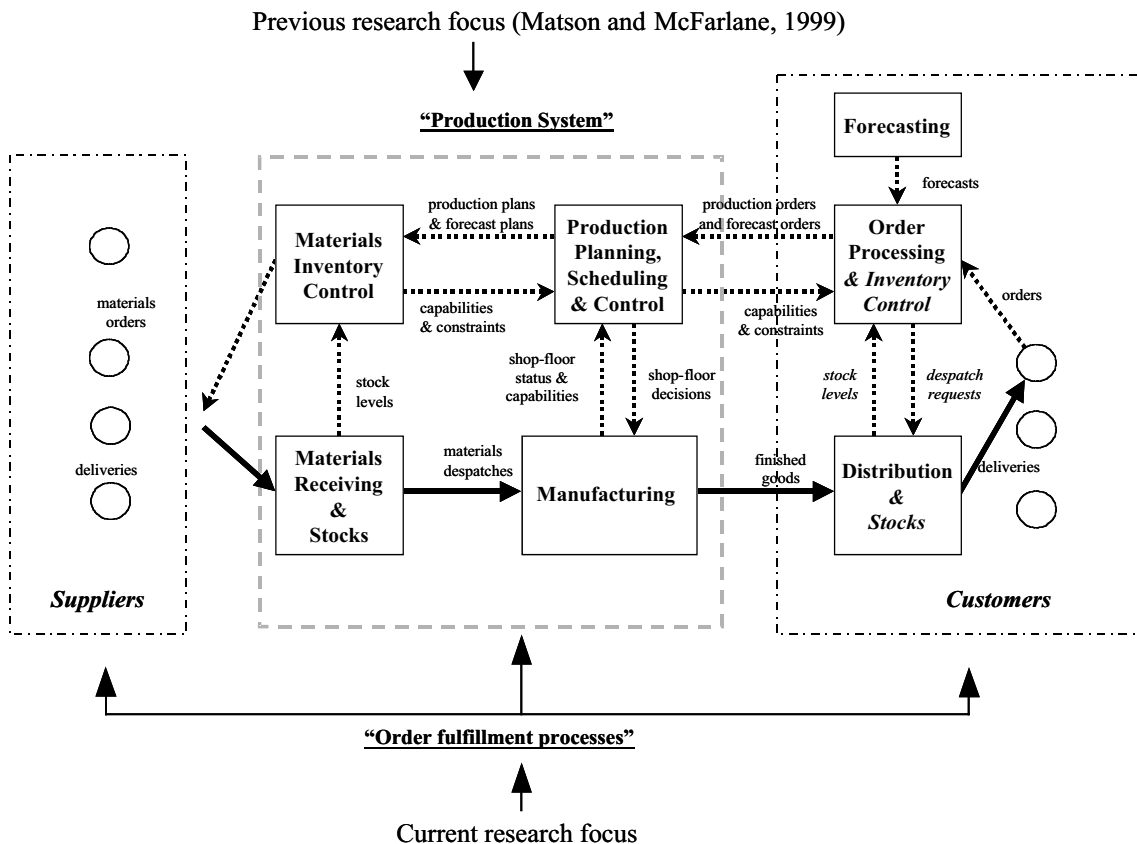 Previous research focus (Matson and McFarlane, 1999)
“Production System”
Forecasting
forecasts
production plans
& forecast plans
production orders
and forecast orders
Materials
Inventory
Control
Production
Planning,
Scheduling
& Control
Order
Processing
& Inventory
Control
capabilities
& constraints
capabilities
& constraints
orders
materials
orders
stock
levels
shop-floor
status &
capabilities
shop-floor
decisions
stock
levels
despatch
requests
deliveries
Materials
Receiving
&
Stocks
materials
despatches
Manufacturing
finished
goods
Distribution
&
Stocks
deliveries
Suppliers
Customers
“Order fulfillment processes”
Current research focus